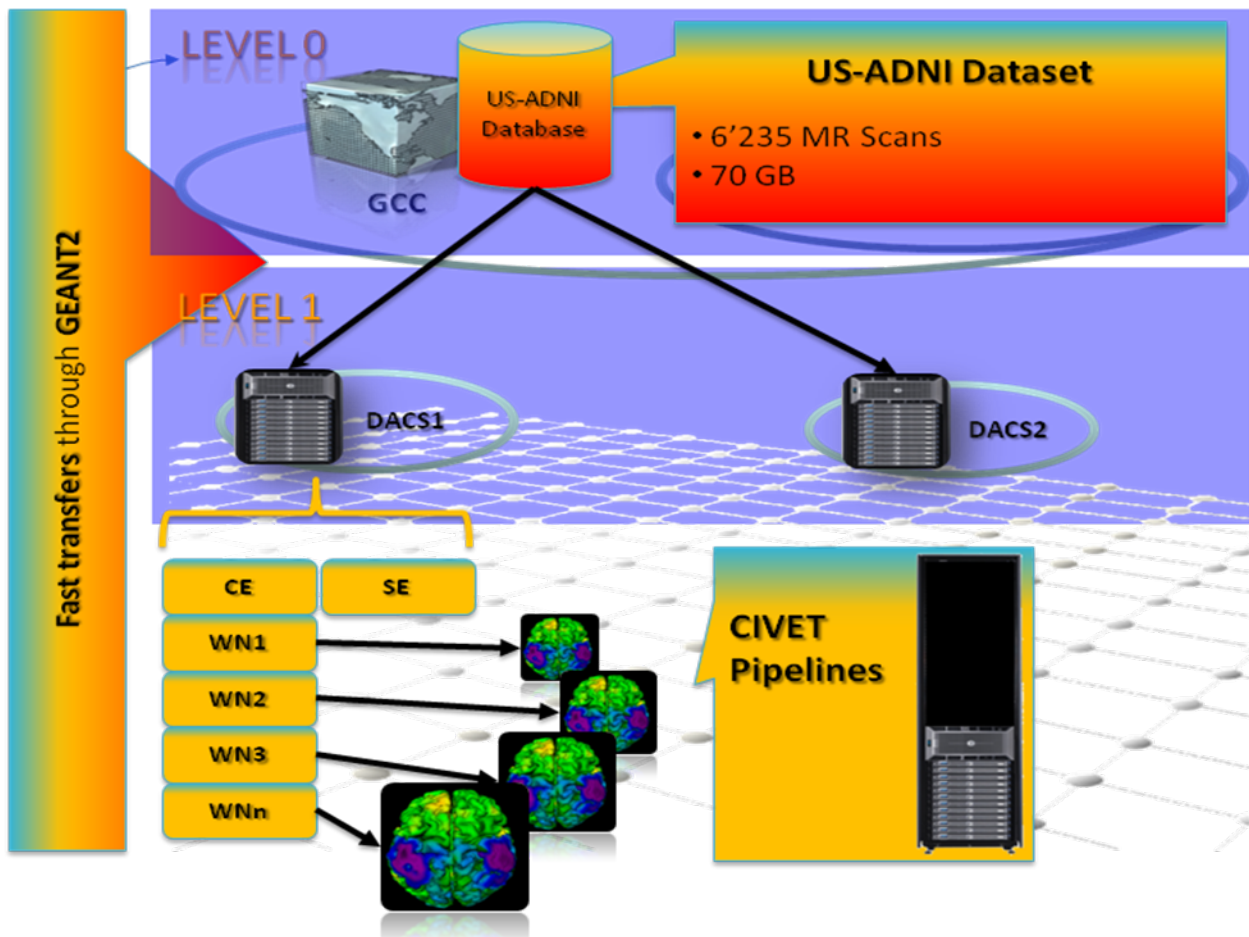 LEVEL 0
US-ADNI
Database
GCC
US-ADNI Dataset
• 6'235 MR Scans
• 70 GB
Fast transfers through GEANT2
LEVEL 1
DACS1
DACS2
CE
SE
WN1
WN2
WN3
WNn
CIVET
Pipelines